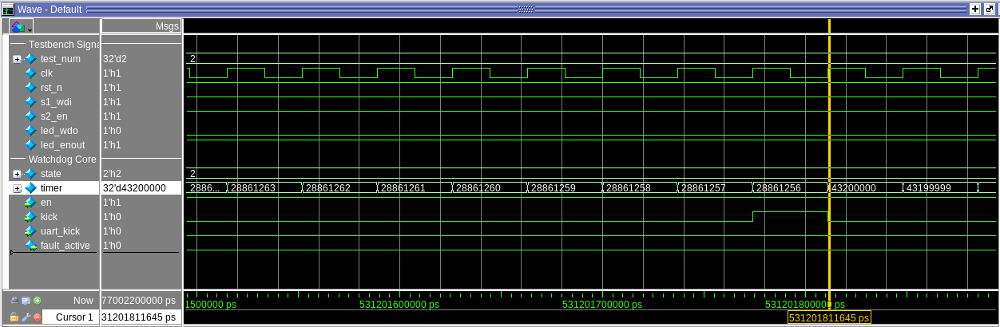 Wave - Default
Msgs
Testbench Signa
test_num 32'd2 2
clk 1'h1
rst_n 1'h1
s1_wdi 1'h1
s2_en 1'h1
led_wdo 1'h0
led_enout 1'h1
Watchdog Core
state 2'h2 2
timer 32'd43200000 2886... 28861263 28861262 28861261 28861260 28861259 28861258 28861257 28861256 43200000 43199999
en 1'h1
kick 1'h0
uart_kick 1'h0
fault_active 1'h0
Now 77002200000 ps 1500000 ps 531201600000 ps 531201700000 ps 531201800000 ps
Cursor 1 31201811645 ps 531201811645 ps